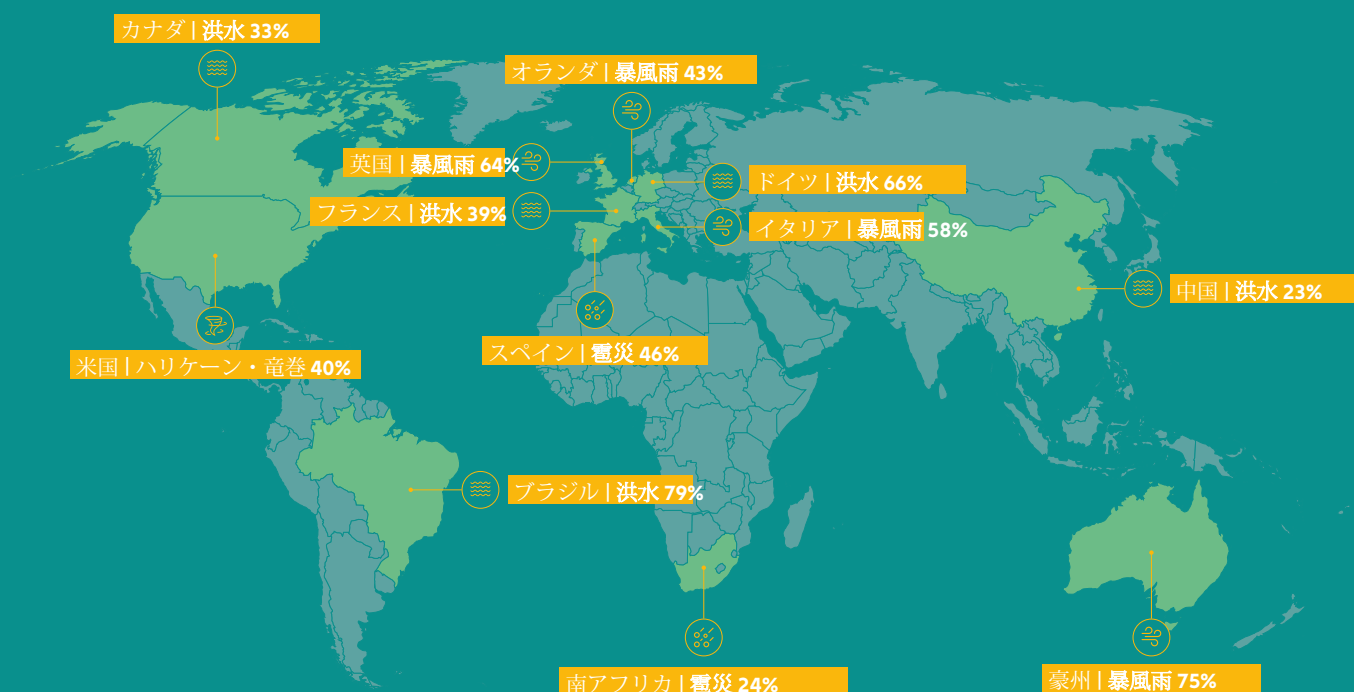 カナダ | 洪水 33%
オランダ | 暴風雨 43%
英国 | 暴風雨 64%
ドイツ | 洪水 66%
フランス | 洪水 39%
イタリア | 暴風雨 58%
中国 | 洪水 23%
スペイン | 雹災 46%
米国 | ハリケーン・竜巻 40%
ブラジル | 洪水 79%
南アフリカ | 雹災 24%
豪州 | 暴風雨 75%